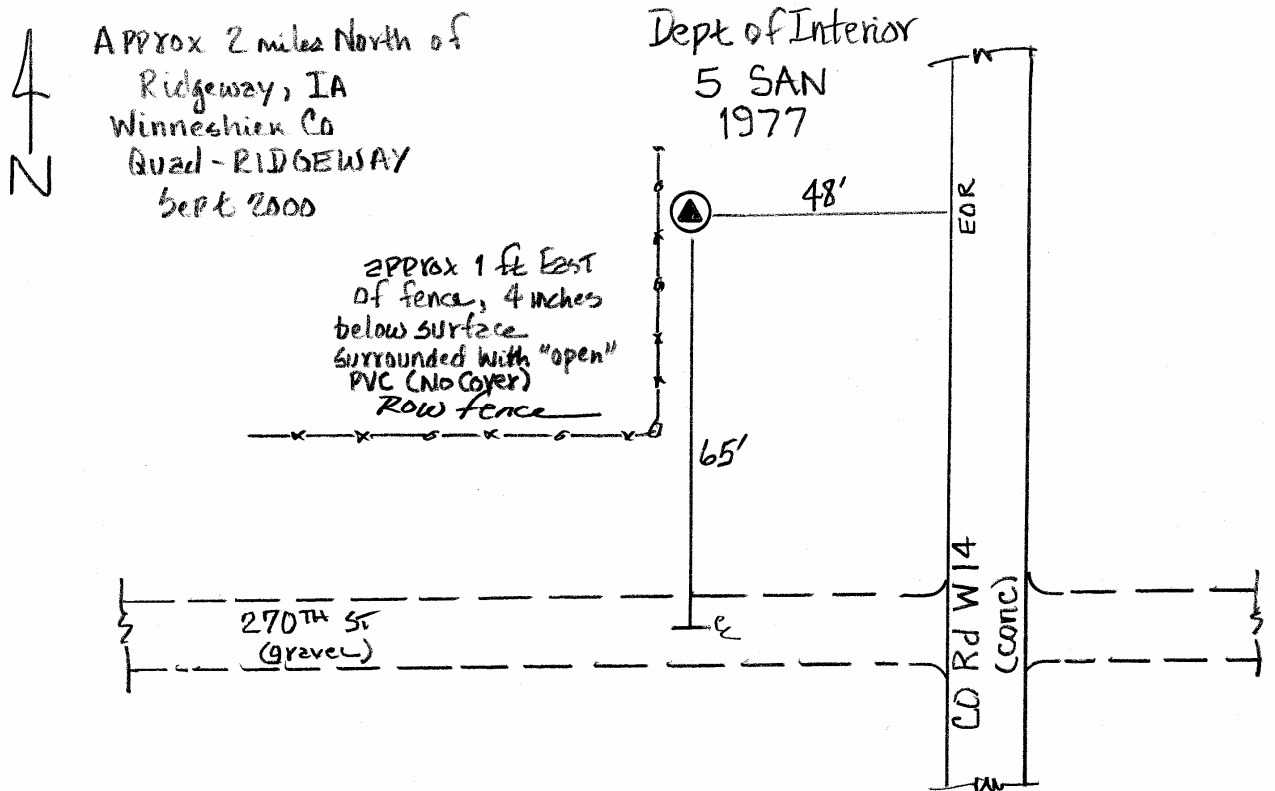 Approx 2 miles North of
Ridgeway, IA
Winneshiek Co
Quad - RIDGEWAY
Sept 2000
N
Dept of Interior
5 SAN
1977
48'
EOR
approx 1 ft East
of fence, 4 inches
below surface
surrounded with "open"
PVC (No Cover)
ROW fence
65'
270TH ST
(gravel)
CL
CO Rd W14
(conc)